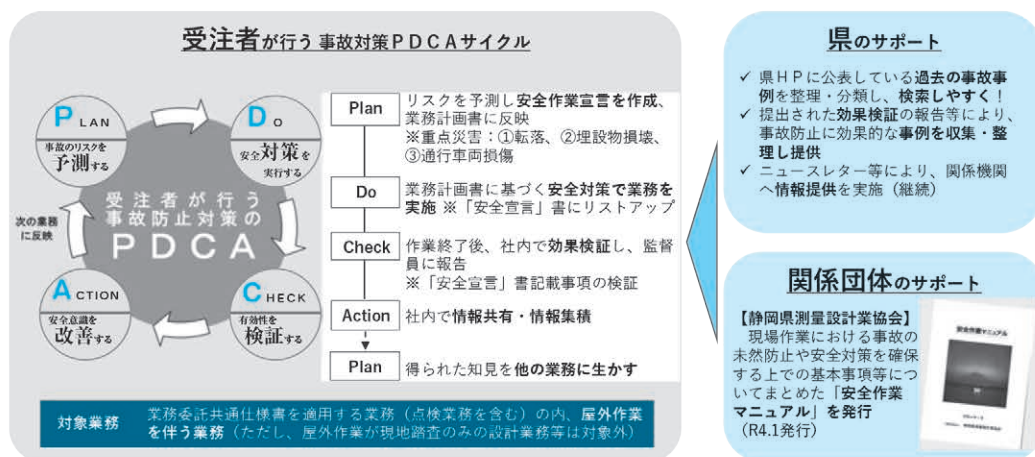 受注者が行う 事故対策PDCAサイクル
PLAN
事故のリスクを
予測する
DO
安全対策を
実行する
受注者が行う
事故防止対策の
PDCA
次の業務
に反映
ACTION
安全意識を
改善する
CHECK
有効性を
検証する
Plan
リスクを予測し安全作業宣言を作成、
業務計画書に反映
※重点災害：①転落、②埋設物損壊、
③通行車両損傷
Do
業務計画書に基づく安全対策で業務を
実施 ※「安全宣言」書にリストアップ
Check
作業終了後、社内で効果検証し、監督
員に報告
※「安全宣言」書記載事項の検証
Action
社内で情報共有・情報集積
Plan
得られた知見を他の業務に生かす
対象業務
業務委託共通仕様書を適用する業務（点検業務を含む）の内、屋外作業
を伴う業務（ただし、屋外作業が現地踏査のみの設計業務等は対象外）
県のサポート
✓ 県HPに公表している過去の事故事
例を整理・分類し、検索しやすく！
✓ 提出された効果検証の報告等により、
事故防止に効果的な事例を収集・整
理し提供
✓ ニュースレター等により、関係機関
へ情報提供を実施（継続）
関係団体のサポート
【静岡県測量設計業協会】
現場作業における事故の
未然防止や安全対策を確保
する上での基本事項等につ
いてまとめた「安全作業
マニュアル」を発行
（R4.1発行）
安全作業マニュアル